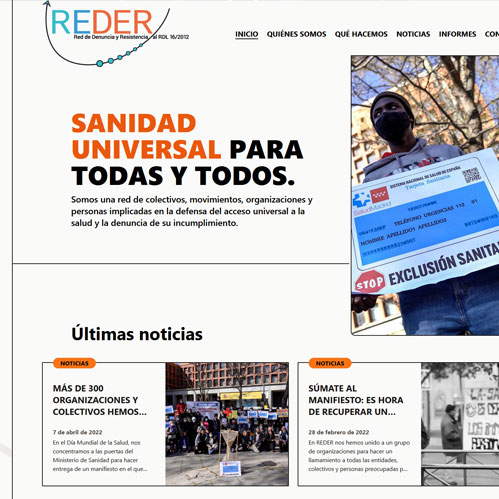 REDER
Red de Denuncia y Resistencia al RDL 16/2012
INICIO QUIÉNES SOMOS QUÉ HACEMOS NOTICIAS INFORMES CON
SANIDAD
UNIVERSAL PARA
TODAS Y TODOS.
Somos una red de colectivos, movimientos, organizaciones y
personas implicadas en la defensa del acceso universal a la
salud y la denuncia de su incumplimiento.
SISTEMA NACIONAL DE SALUD DE ESPAÑA
Tarjeta Sanitaria
SaludMadrid
TELÉFONO URGENCIAS 112 01
NOMBRE APELLIDO1 APELLIDO2
STOP EXCLUSIÓN SANITA
Últimas noticias
NOTICIAS
MÁS DE 300
ORGANIZACIONES Y
COLECTIVOS HEMOS...
7 de abril de 2022
En el Día Mundial de la Salud, nos
concentramos a las puertas del
Ministerio de Sanidad para hacer
entrega de un manifiesto en el que...
NOTICIAS
SÚMATE AL
MANIFIESTO: ES HORA
DE RECUPERAR UN...
28 de febrero de 2022
En REDER nos hemos unido a un grupo
de organizaciones para hacer un
llamamiento a todas las entidades,
colectivos y personas preocupadas p...